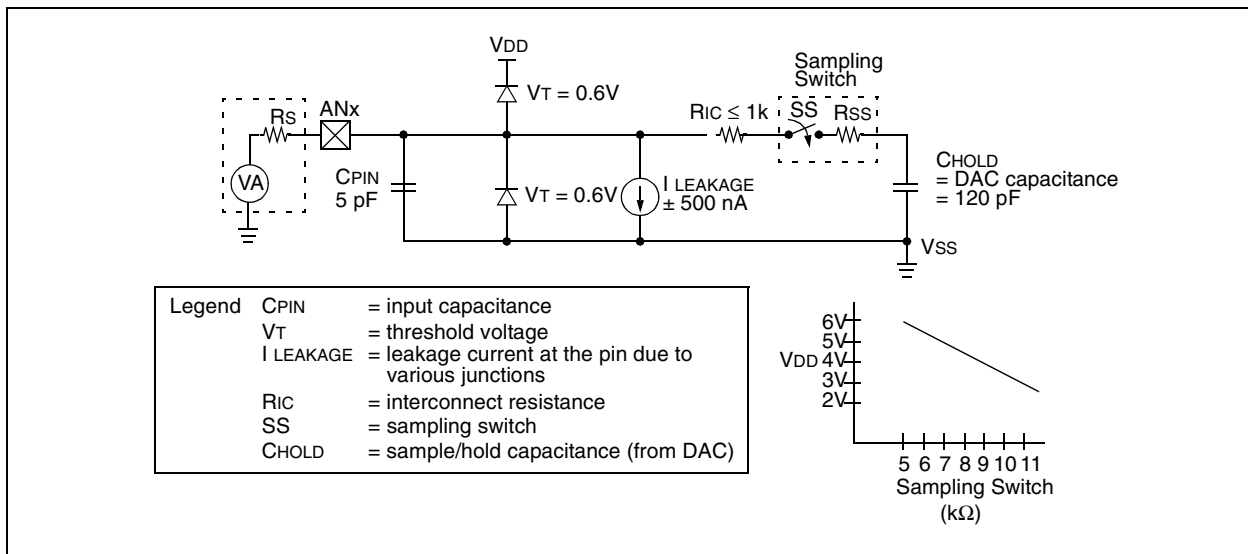 VDD
Sampling
Switch
VT = 0.6V
RS
ANx
RIC ≤ 1k
SS
RSS
CHOLD
= DAC capacitance
= 120 pF
VA
CPIN
5 pF
VT = 0.6V
I LEAKAGE
± 500 nA
VSS
Legend CPIN = input capacitance
VT = threshold voltage
I LEAKAGE = leakage current at the pin due to
various junctions
RIC = interconnect resistance
SS = sampling switch
CHOLD = sample/hold capacitance (from DAC)
6V
5V
VDD 4V
3V
2V
5 6 7 8 9 10 11
Sampling Switch
(kΩ)